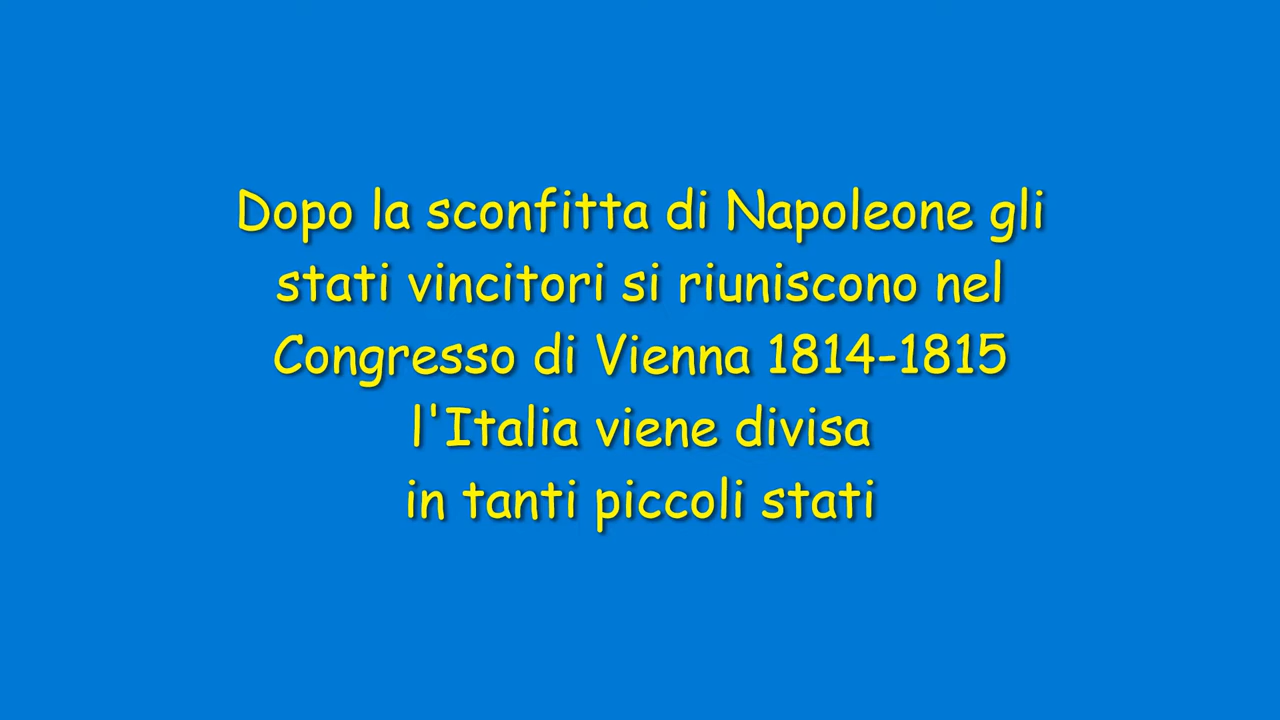 Dopo la sconfitta di Napoleone gli
stati vincitori si riuniscono nel
Congresso di Vienna 1814-1815
l'Italia viene divisa
in tanti piccoli stati